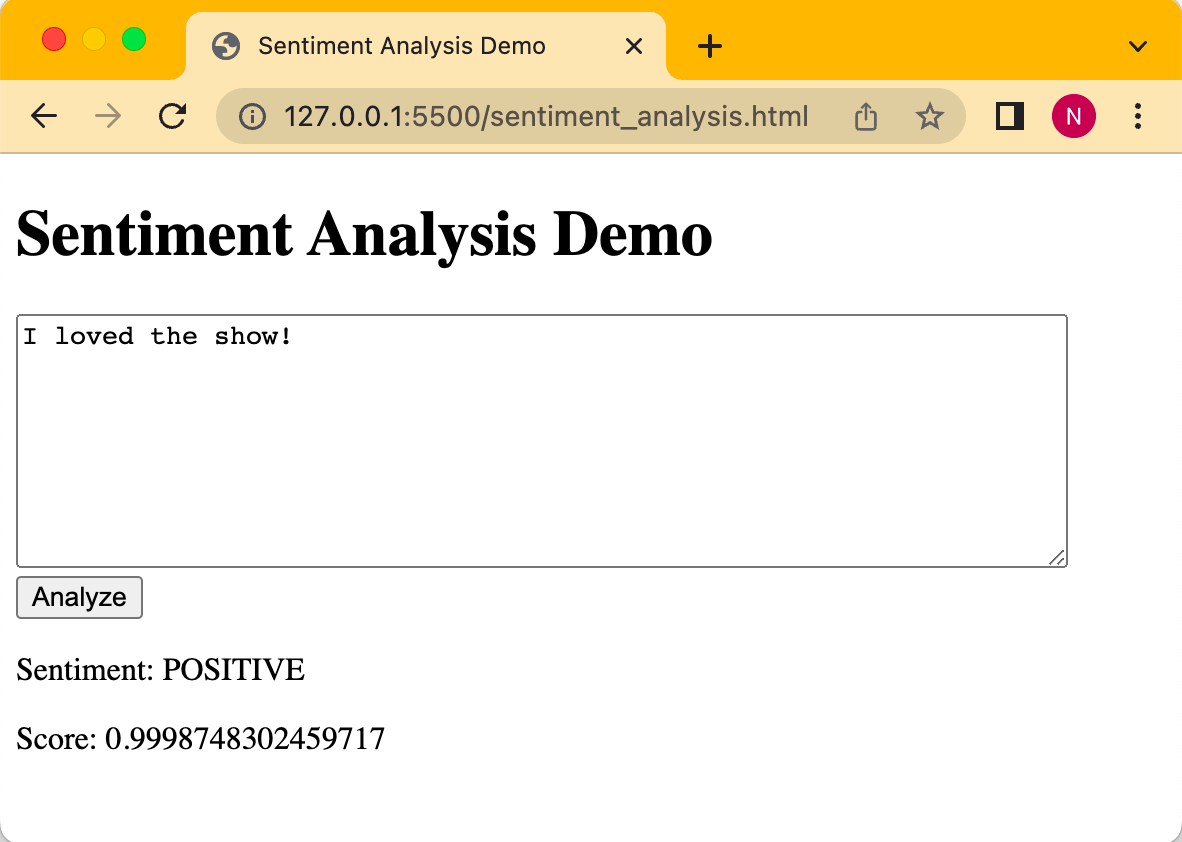 Sentiment Analysis Demo
127.0.0.1:5500/sentiment_analysis.html
N
Sentiment Analysis Demo
I loved the show!
Analyze
Sentiment: POSITIVE
Score: 0.9998748302459717